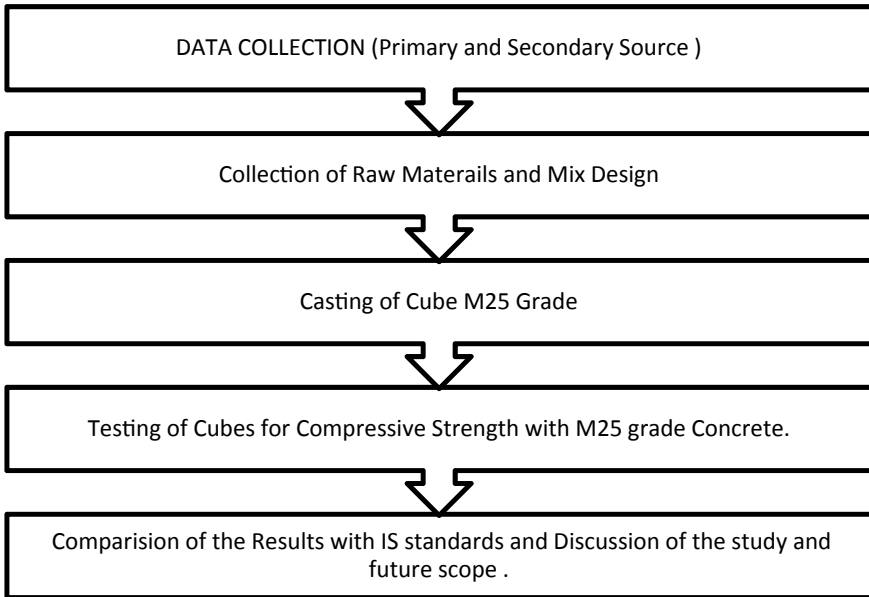 DATA COLLECTION (Primary and Secondary Source )
Collection of Raw Materails and Mix Design
Casting of Cube M25 Grade
Testing of Cubes for Compressive Strength with M25 grade Concrete.
Comparision of the Results with IS standards and Discussion of the study and
future scope .